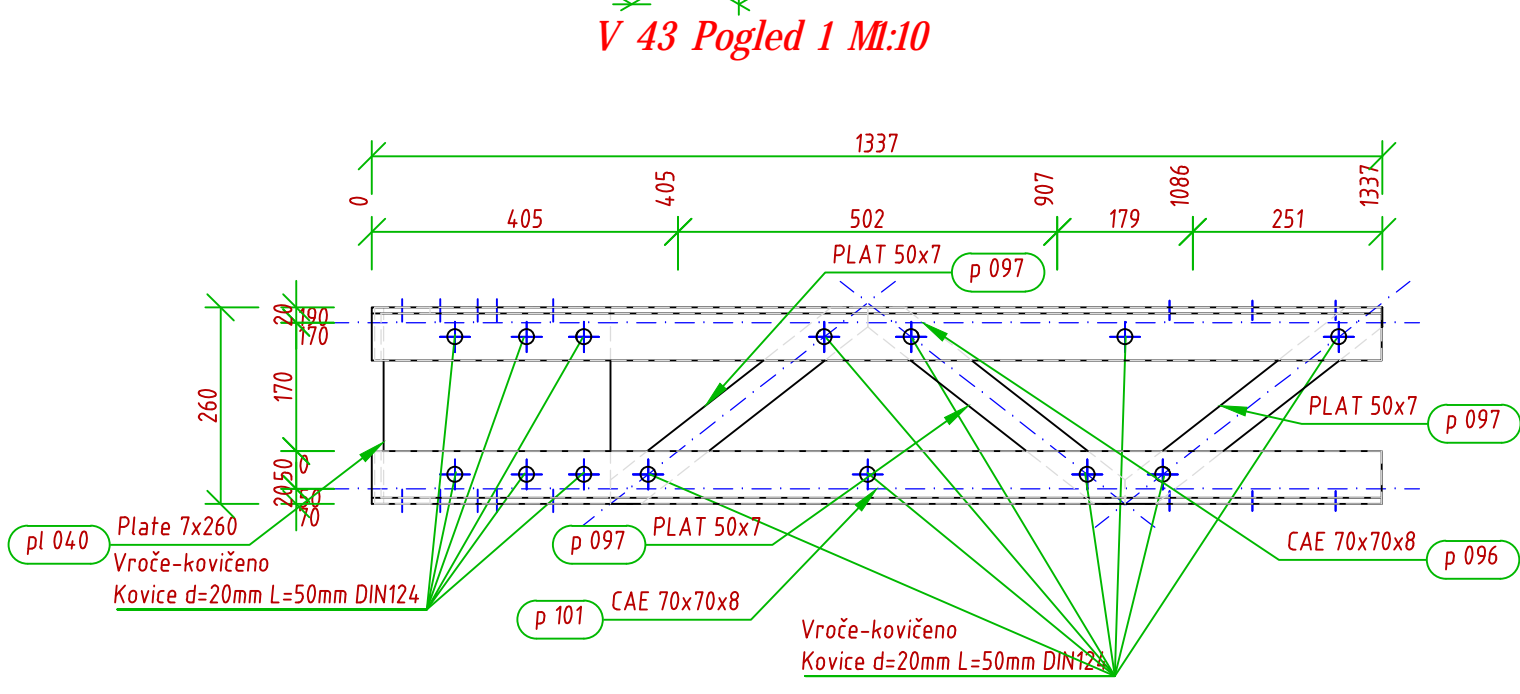 V 43 Pogled 1 M1:10
1337
0
405
907
1086
1337
405
502
179
251
PLAT 50x7
p 097
20
190
170
260
170
PLAT 50x7
p 097
50
0
20
50
70
pl 040
Plate 7x260
p 097
PLAT 50x7
CAE 70x70x8
p 096
Vroče-kovičeno
Kovice d=20mm L=50mm DIN124
p 101
CAE 70x70x8
Vroče-kovičeno
Kovice d=20mm L=50mm DIN124